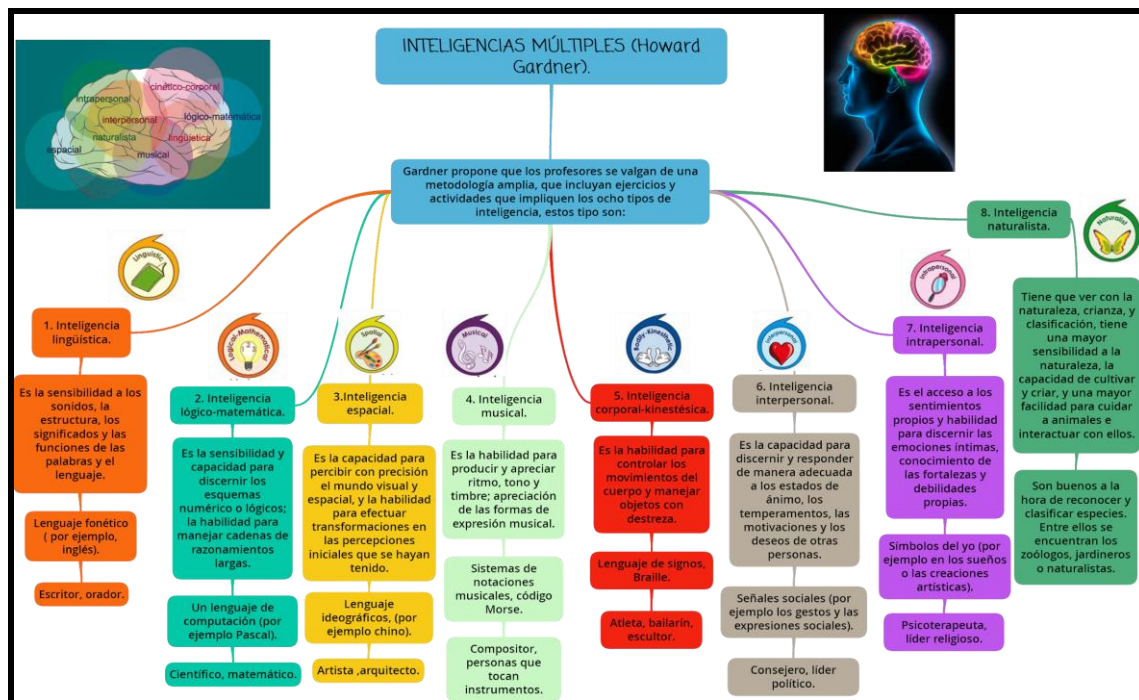 INTELIGENCIAS MÚLTIPLES (Howard
Gardner).
cinético-corporal
intrapersonal
lógico-matemática
interpersonal
naturalista
lingüjetica
espacial
musical
Gardner propone que los profesores se valgan de una
metodología amplia, que incluyan ejercicios y
actividades que impliquen los ocho tipos de
inteligencia, estos tipo son:
Linguistic
1. Inteligencia
lingüística.
Es la sensibilidad a los
sonidos, la
estructura, los
significados y las
funciones de las
palabras y el
lenguaje.
Lenguaje fonético
( por ejemplo,
inglés).
Escritor, orador.
Logical-Mathematical
2. Inteligencia
lógico-matemática.
Es la sensibilidad y
capacidad para
discernir los
esquemas
numérico o lógicos;
la habilidad para
manejar cadenas de
razonamientos
largas.
Un lenguaje de
computación (por
ejemplo Pascal).
Científico, matemático.
Spatial
3.Inteligencia
espacial.
Es la capacidad para
percibir con precisión
el mundo visual y
espacial, y la habilidad
para efectuar
transformaciones en
las percepciones
iniciales que se hayan
tenido.
Lenguaje
ideográficos, (por
ejemplo chino).
Artista ,arquitecto.
Musical
4. Inteligencia
musical.
Es la habilidad para
producir y apreciar
ritmo, tono y
timbre; apreciación
de las formas de
expresión musical.
Sistemas de
notaciones
musicales, código
Morse.
Compositor,
personas que
tocan
instrumentos.
Bodily-Kinesthetic
5. Inteligencia
corporal-kinestésica.
Es la habilidad para
controlar los
movimientos del
cuerpo y manejar
objetos con
destreza.
Lenguaje de signos,
Braille.
Atleta, bailarín,
escultor.
Interpersonal
6. Inteligencia
interpersonal.
Es la capacidad para
discernir y responder
de manera adecuada
a los estados de
ánimo, los
temperamentos, las
motivaciones y los
deseos de otras
personas.
Señales sociales (por
ejemplo los gestos y las
expresiones sociales).
Consejero, líder
político.
Intrapersonal
7. Inteligencia
intrapersonal.
Es el acceso a los
sentimientos
propios y habilidad
para discernir las
emociones íntimas,
conocimiento de
las fortalezas y
debilidades propias.
Símbolos del yo (por
ejemplo en los sueños
o las creaciones
artísticas).
Psicoterapeuta,
líder religioso.
Naturalist
8. Inteligencia
naturalista.
Tiene que ver con la
naturaleza, crianza, y
clasificación, tiene
una mayor
sensibilidad a la
naturaleza, la
capacidad de cultivar
y criar, y una mayor
facilidad para cuidar
a animales e
interactuar con ellos.
Son buenos a la
hora de reconocer y
clasificar especies.
Entre ellos se
encuentran los
zoólogos, jardineros
o naturalistas.